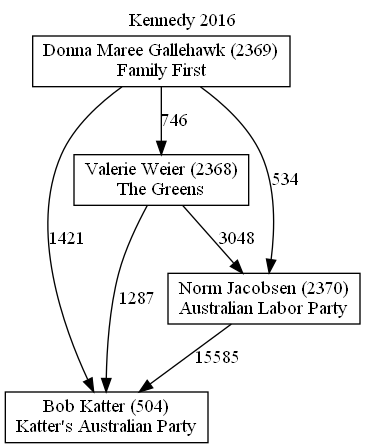 Kennedy 2016
Donna Maree Gallehawk (2369)
Family First
746
Valerie Weier (2368)
The Greens
534
1421
3048
1287
Norm Jacobsen (2370)
Australian Labor Party
15585
Bob Katter (504)
Katter's Australian Party